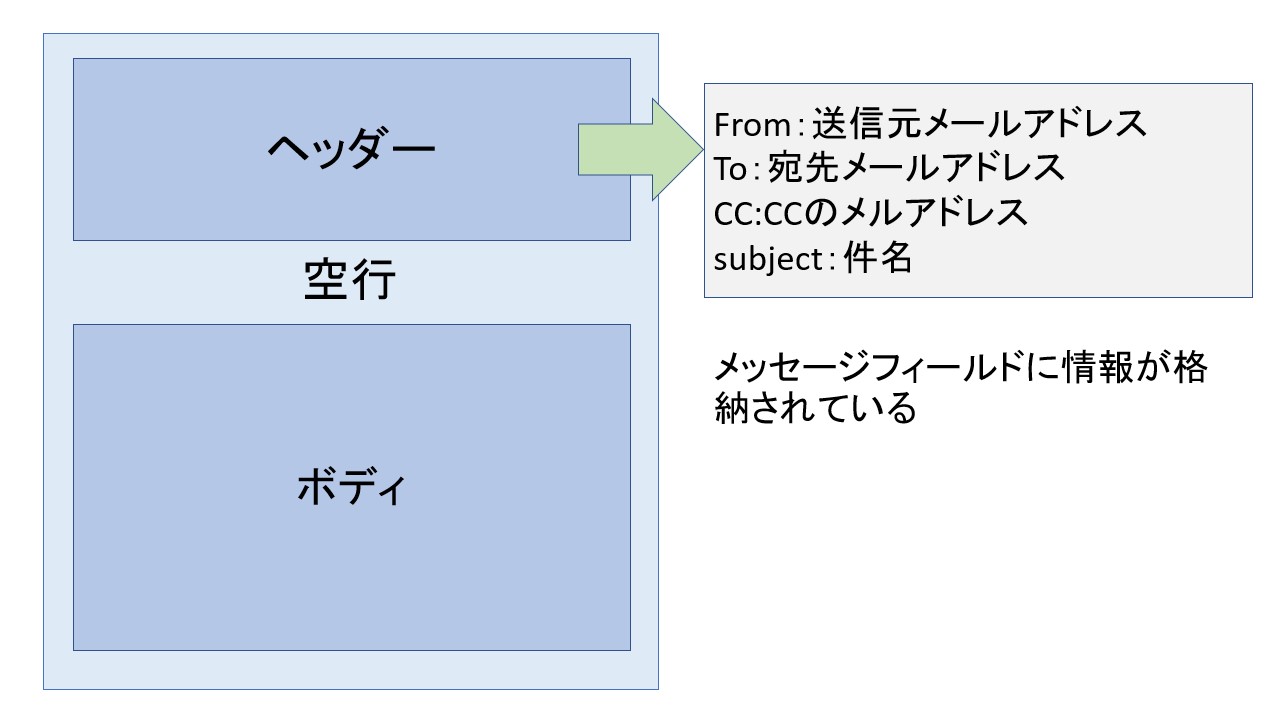 ヘッダー
From：送信元メールアドレス
To：宛先メールアドレス
CC:CCのメルアドレス
subject：件名
空行
メッセージフィールドに情報が格
納されている
ボディ